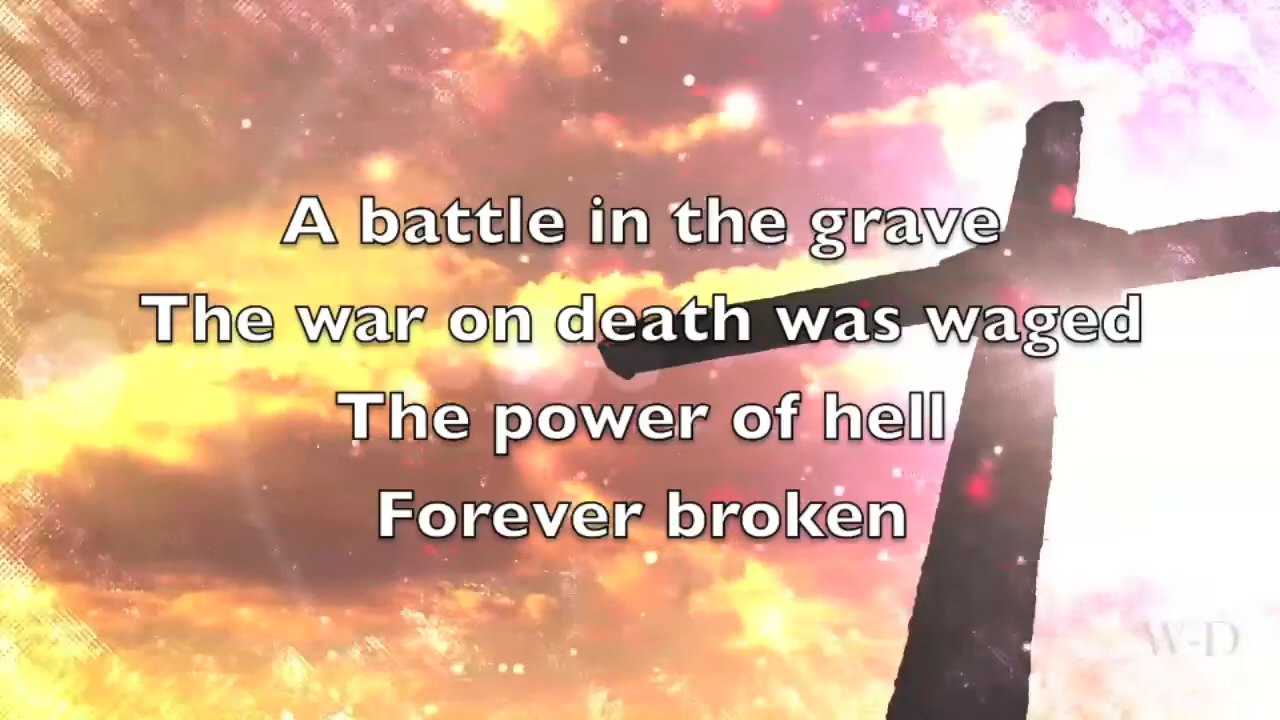 A battle in the grave
The war on death was waged
The power of hell
Forever broken
W-D